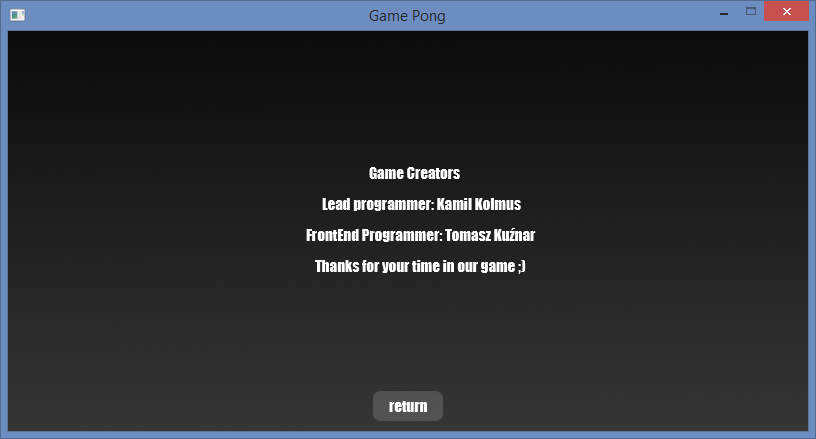 Game Pong
Game Creators
Lead programmer: Kamil Kolmus
FrontEnd Programmer: Tomasz Kuźnar
Thanks for your time in our game ;)
return